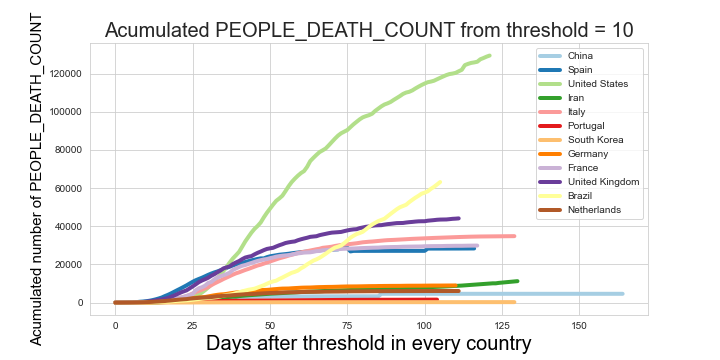 Acumulated PEOPLE_DEATH_COUNT from threshold = 10
Acumulated number of PEOPLE_DEATH_COUNT
120000
100000
80000
60000
40000
20000
0
China
Spain
United States
Iran
Italy
Portugal
South Korea
Germany
France
United Kingdom
Brazil
Netherlands
0 25 50 75 100 125 150
Days after threshold in every country